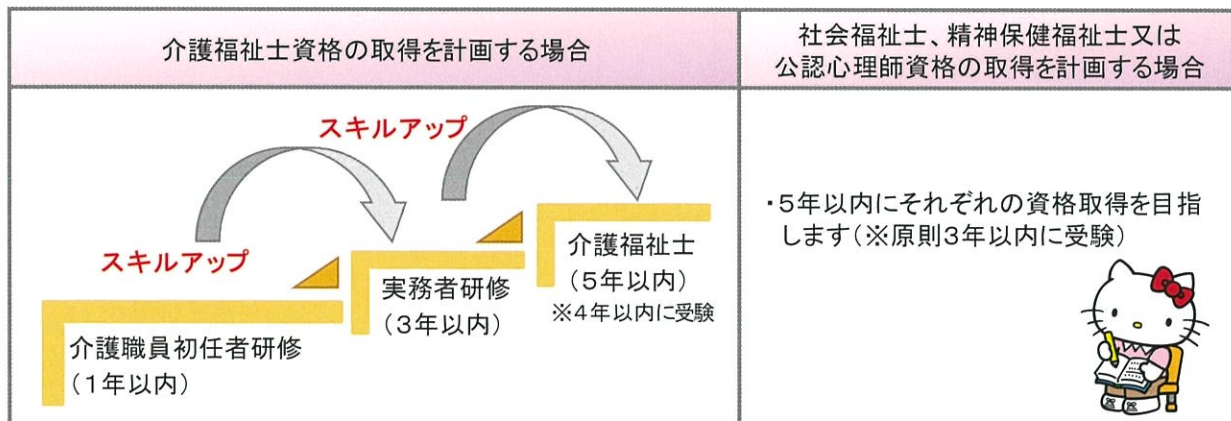 介護福祉士資格の取得を計画する場合
社会福祉士、精神保健福祉士又は
公認心理師資格の取得を計画する場合
スキルアップ
スキルアップ
介護職員初任者研修
(1年以内)
実務者研修
(3年以内)
介護福祉士
(5年以内)
※4年以内に受験
・5年以内にそれぞれの資格取得を目指
します(※原則3年以内に受験)